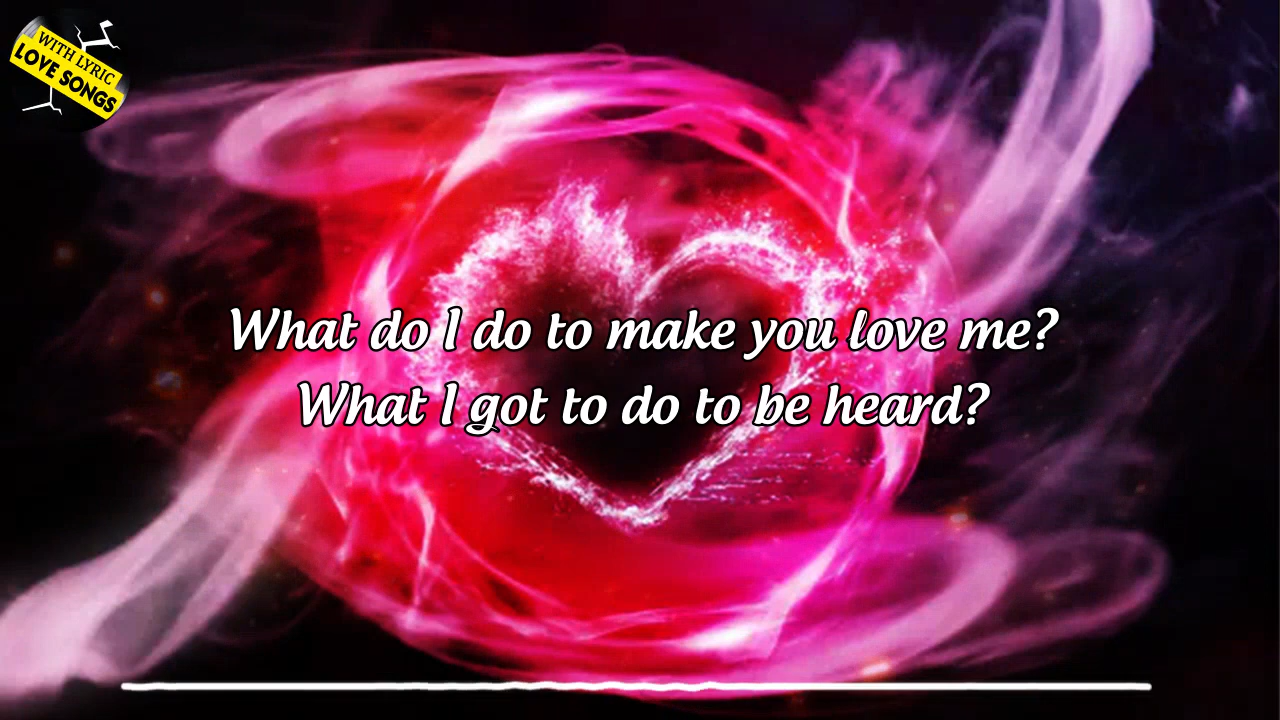 WITH LYRIC
LOVE SONGS
What do I do to make you love me?
What I got to do to be heard?